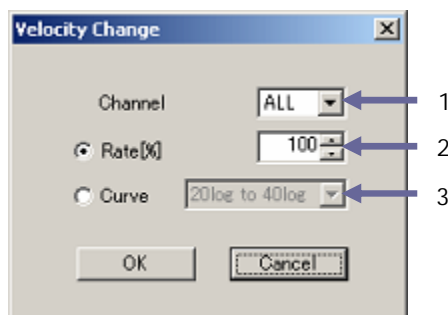 Velocity Change
Channel ALL 1
Rate[%] 100 2
Curve 20log to 40log 3
OK Cancel